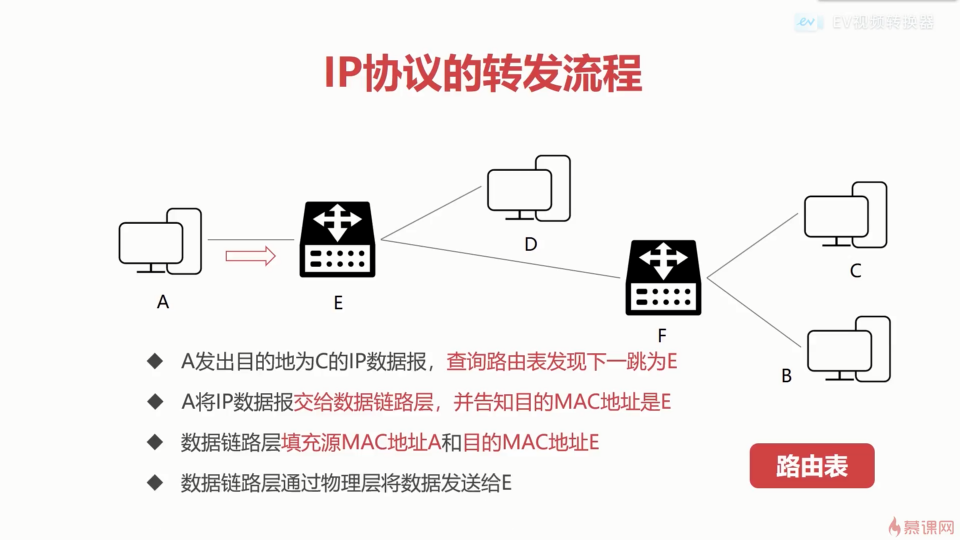 EV视频转换器
IP协议的转发流程
A
E
D
F
C
B
A发出目的地为C的IP数据报，查询路由表发现下一跳为E
A将IP数据报交给数据链路层，并告知目的MAC地址是E
数据链路层填充源MAC地址A和目的MAC地址E
数据链路层通过物理层将数据发送给E
路由表
慕课网